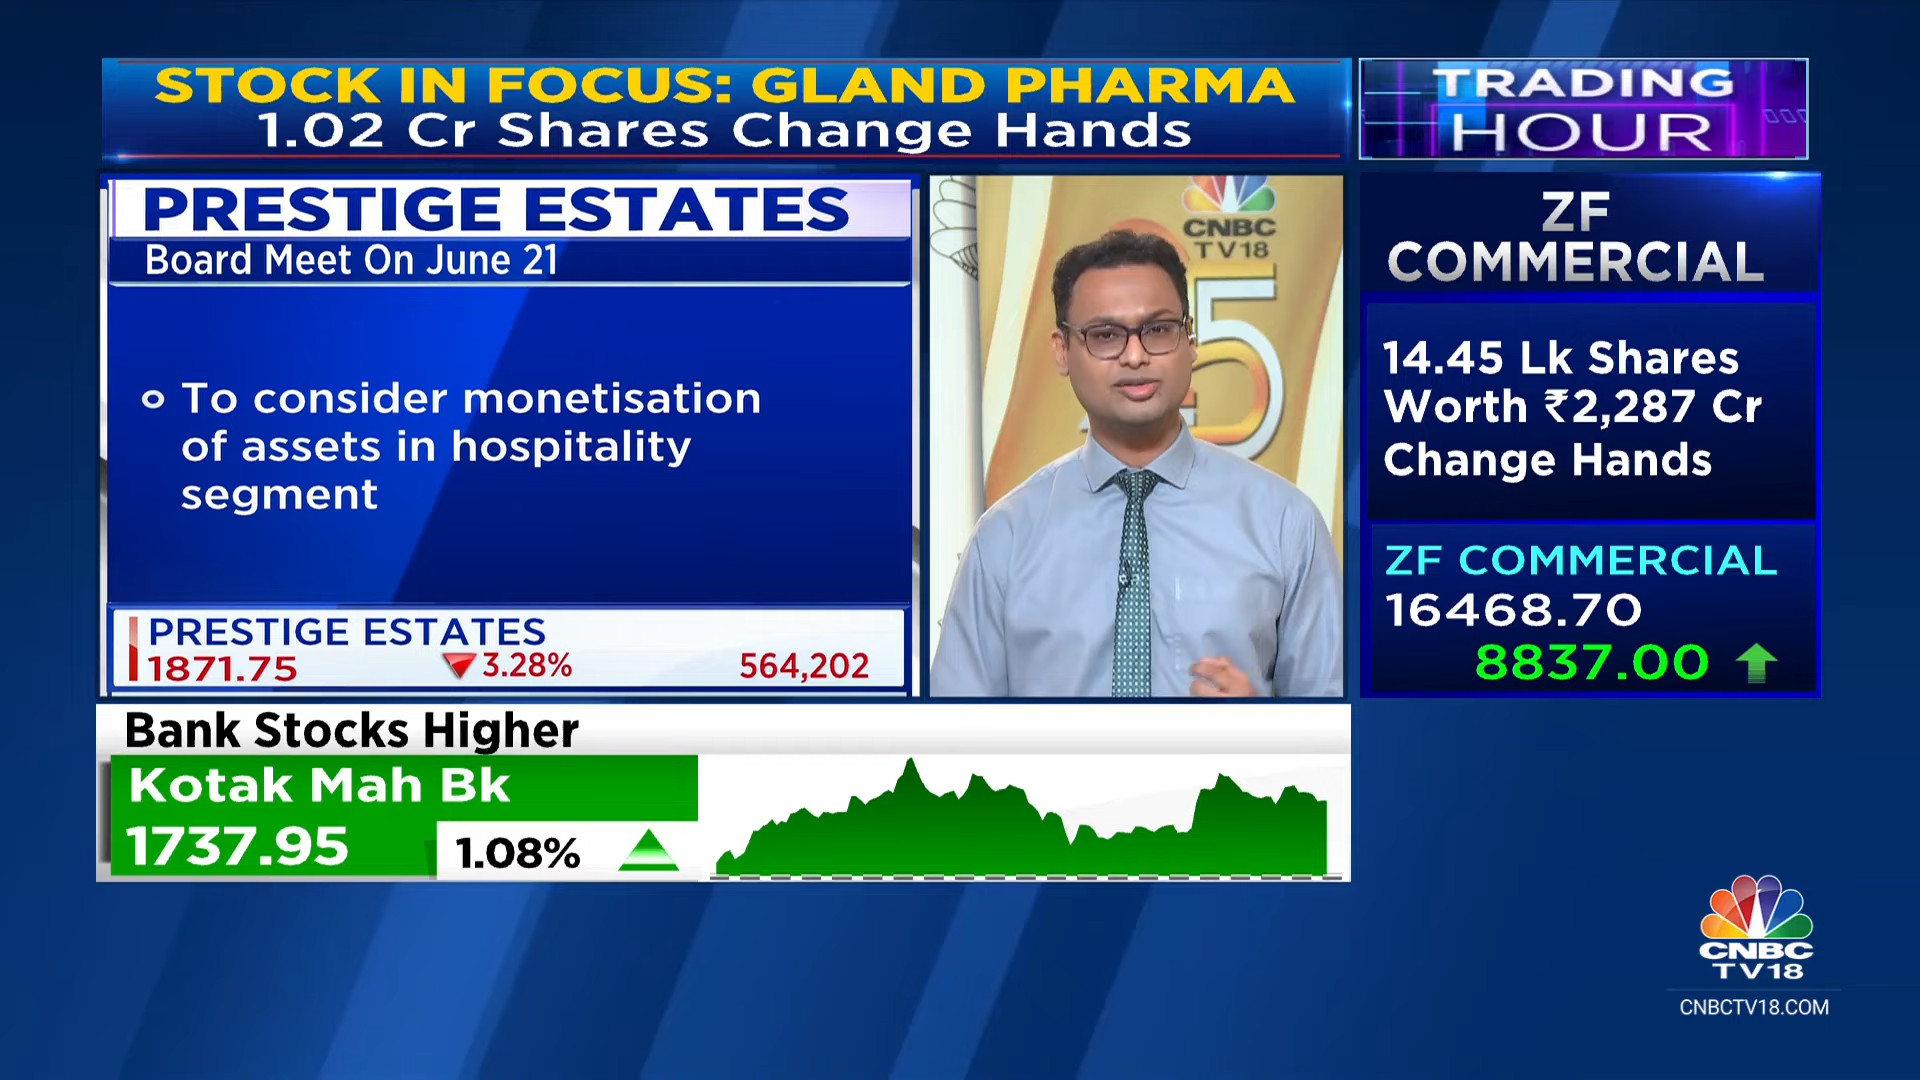 STOCK IN FOCUS: GLAND PHARMA
1.02 Cr Shares Change Hands
TRADING
HOUR
PRESTIGE ESTATES
Board Meet On June 21
To consider monetisation
of assets in hospitality
segment
PRESTIGE ESTATES
1871.75 3.28% 564,202
CNBC
TV18
25
ZF
COMMERCIAL
14.45 Lk Shares
Worth ₹2,287 Cr
Change Hands
ZF COMMERCIAL
16468.70
8837.00
Bank Stocks Higher
Kotak Mah Bk
1737.95
1.08%
CNBC
TV18
CNBCTV18.COM